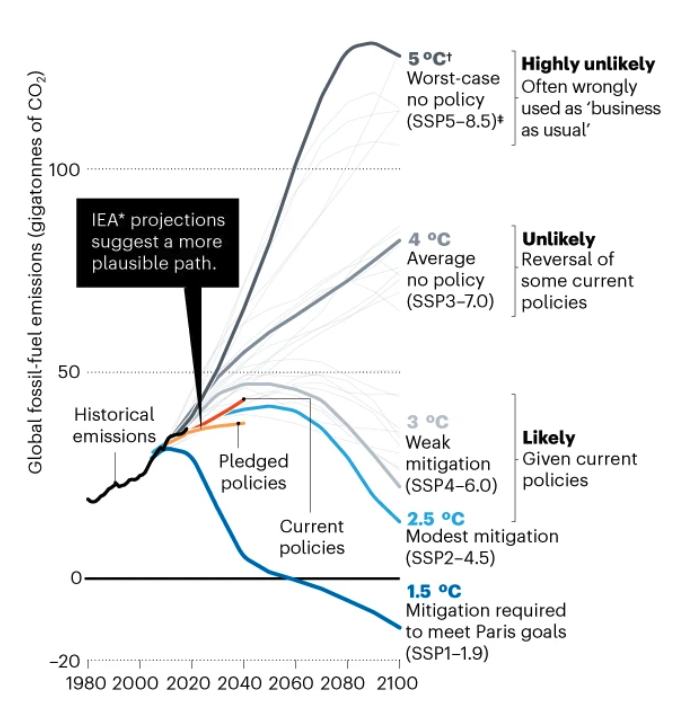 Global fossil-fuel emissions (gigatonnes of CO₂)
100
50
0
–20
1980 2000 2020 2040 2060 2080 2100
IEA* projections
suggest a more
plausible path.
Historical
emissions
Pledged
policies
Current
policies
5 °C†
Worst-case
no policy
(SSP5–8.5)‡
Highly unlikely
Often wrongly
used as ‘business
as usual’
4 °C
Average
no policy
(SSP3–7.0)
Unlikely
Reversal of
some current
policies
3 °C
Weak
mitigation
(SSP4–6.0)
Likely
Given current
policies
2.5 °C
Modest mitigation
(SSP2–4.5)
1.5 °C
Mitigation required
to meet Paris goals
(SSP1–1.9)